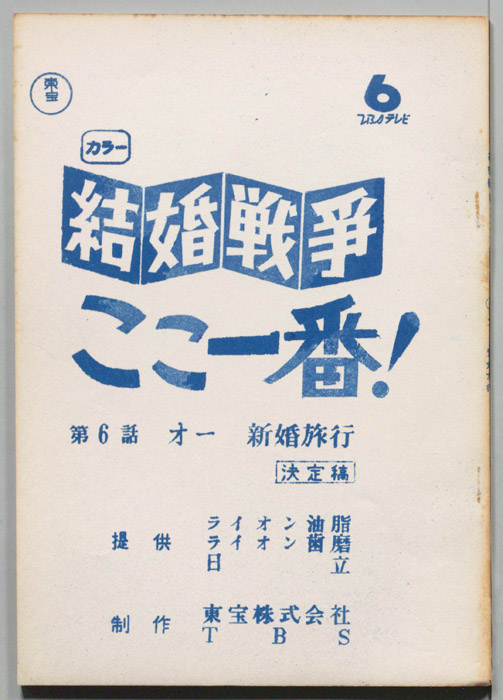 東宝
6
TBSテレビ
カラー
結婚戦争
ここ一番!
第6話 オー 新婚旅行
決定稿
提供 ライオン油脂
ライオン歯磨
日立
制作 東宝株式会社
TBS